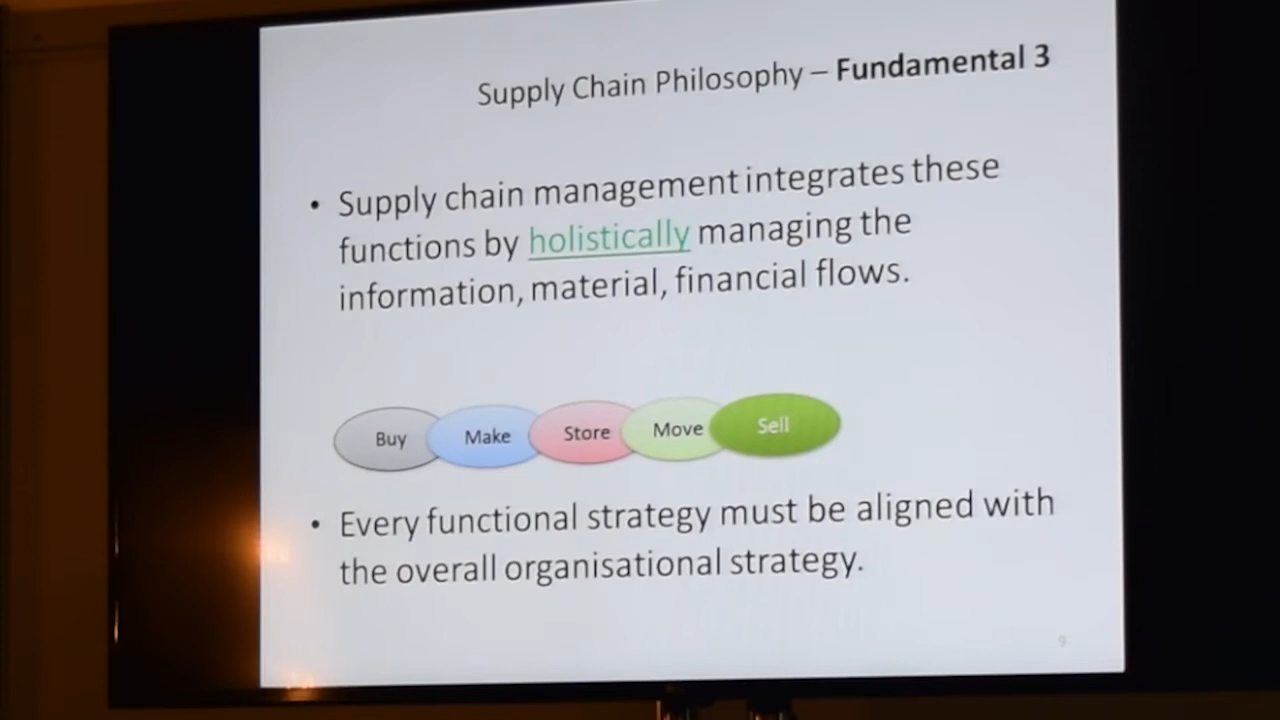 Supply Chain Philosophy – Fundamental 3
• Supply chain management integrates these
functions by holistically managing the
information, material, financial flows.
Buy Make Store Move Sell
• Every functional strategy must be aligned with
the overall organisational strategy.
9